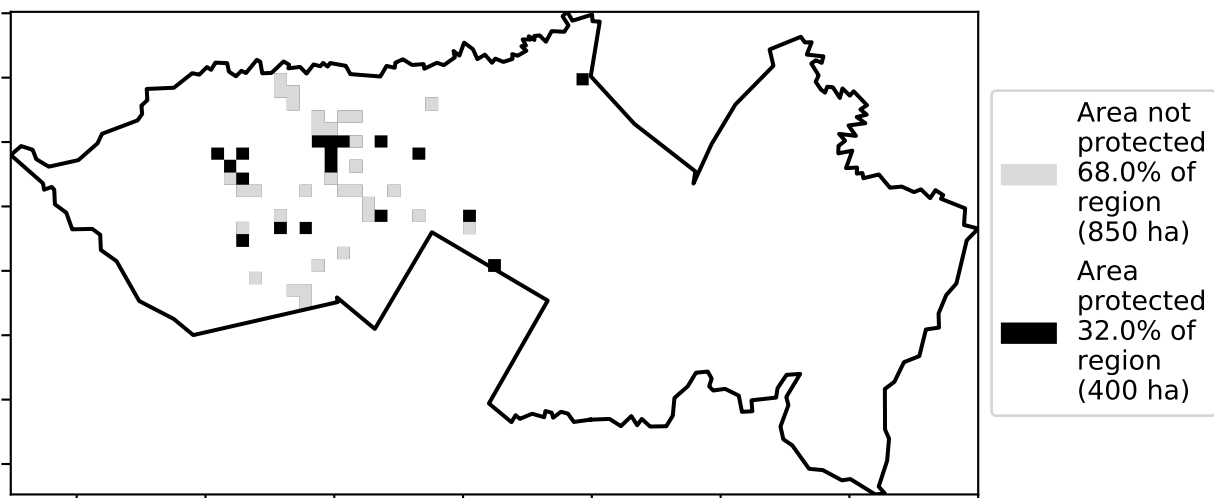 Area not
protected
68.0% of
region
(850 ha)
Area
protected
32.0% of
region
(400 ha)